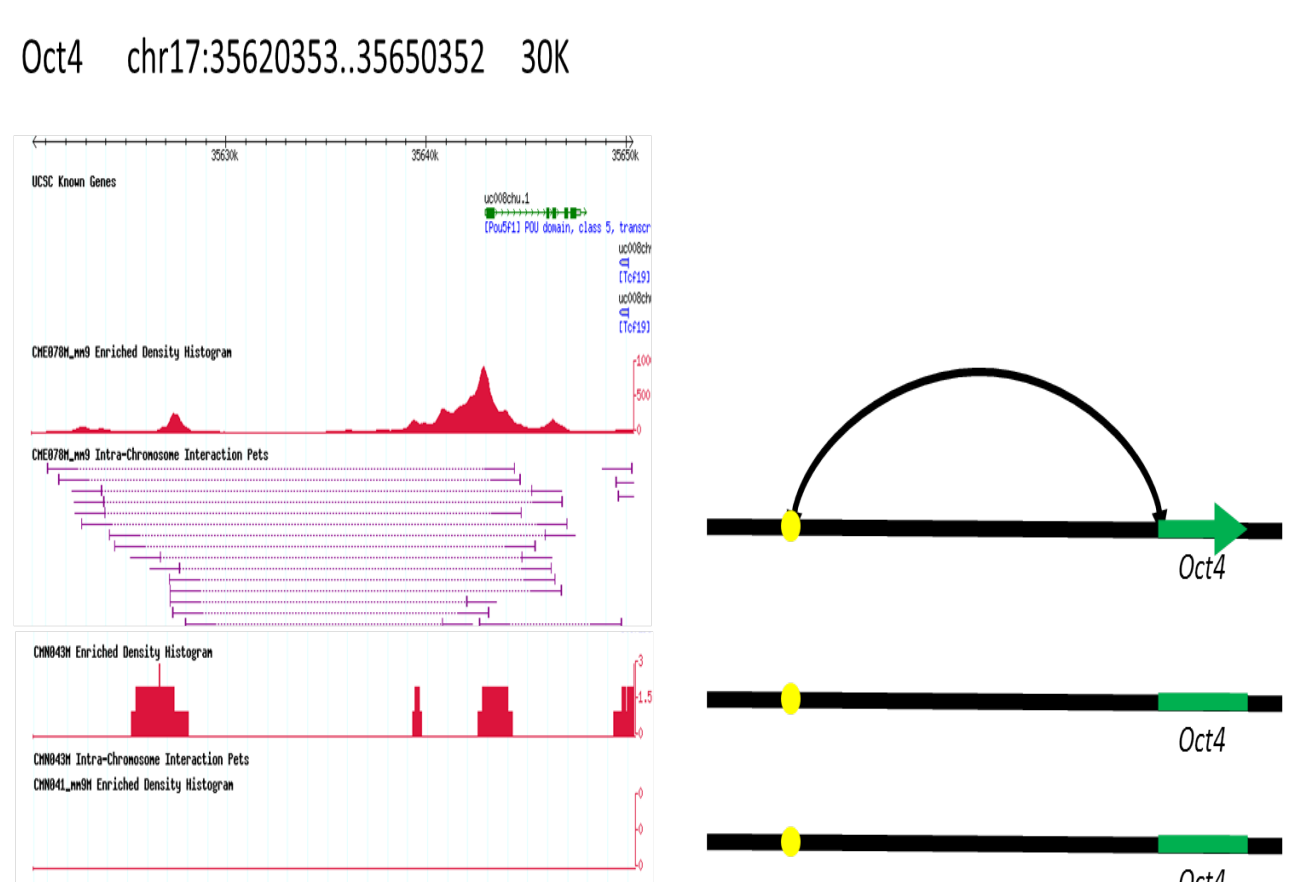 Oct4 chr17:35620353..35650352 30K
35630k 35640k 35650k
UCSC Known Genes
uc008chu.1
[Pou5f1] POU domain, class 5, transcr
uc008ch
[Tcf19]
uc008ch
[Tcf19]
CME078M_mm9 Enriched Density Histogram
1000
500
0
CME078M_mm9 Intra-Chromosome Interaction Pets
Oct4
CMN043M Enriched Density Histogram
3
1.5
0
Oct4
CMN043M Intra-Chromosome Interaction Pets
CMN041_mm9M Enriched Density Histogram
0
0
0
Oct4